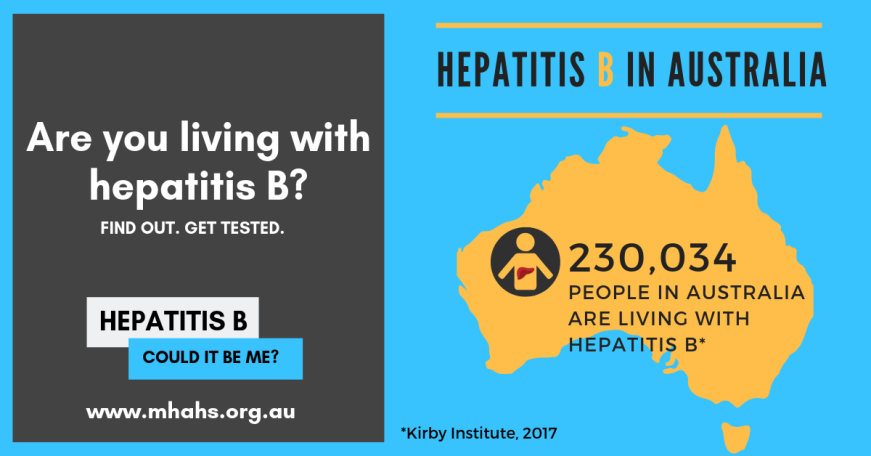 Are you living with
hepatitis B?
FIND OUT. GET TESTED.
HEPATITIS B
COULD IT BE ME?
www.mhahs.org.au
HEPATITIS B IN AUSTRALIA
230,034
PEOPLE IN AUSTRALIA
ARE LIVING WITH
HEPATITIS B*
*Kirby Institute, 2017